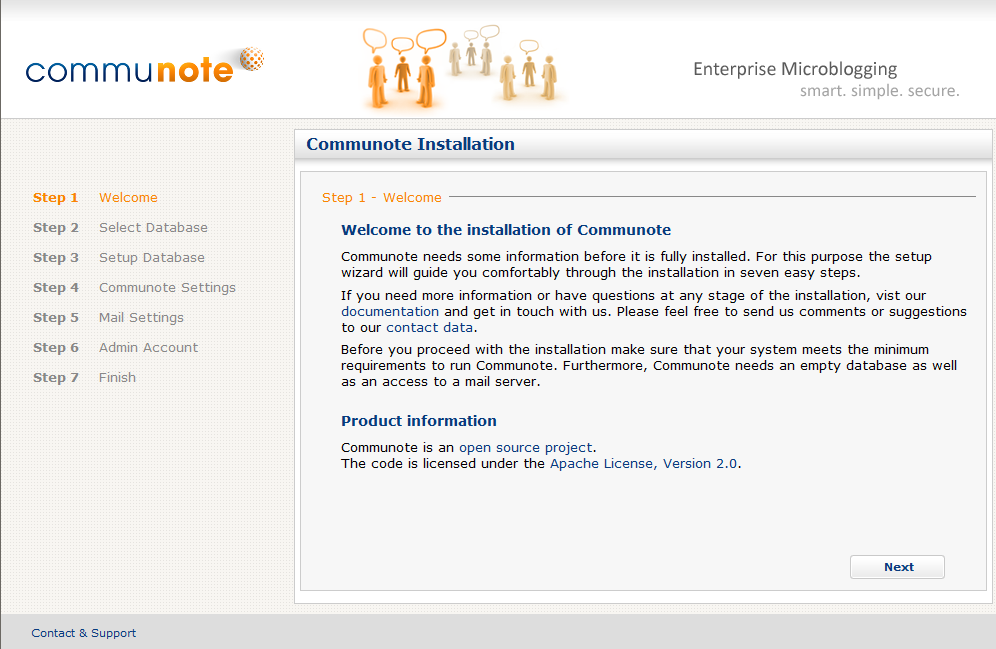 communote
Enterprise Microblogging
smart. simple. secure.
Communote Installation
Step 1 Welcome
Step 2 Select Database
Step 3 Setup Database
Step 4 Communote Settings
Step 5 Mail Settings
Step 6 Admin Account
Step 7 Finish
Step 1 - Welcome
Welcome to the installation of Communote
Communote needs some information before it is fully installed. For this purpose the setup
wizard will guide you comfortably through the installation in seven easy steps.
If you need more information or have questions at any stage of the installation, vist our
documentation and get in touch with us. Please feel free to send us comments or suggestions
to our contact data.
Before you proceed with the installation make sure that your system meets the minimum
requirements to run Communote. Furthermore, Communote needs an empty database as well
as an access to a mail server.
Product information
Communote is an open source project.
The code is licensed under the Apache License, Version 2.0.
Next
Contact & Support